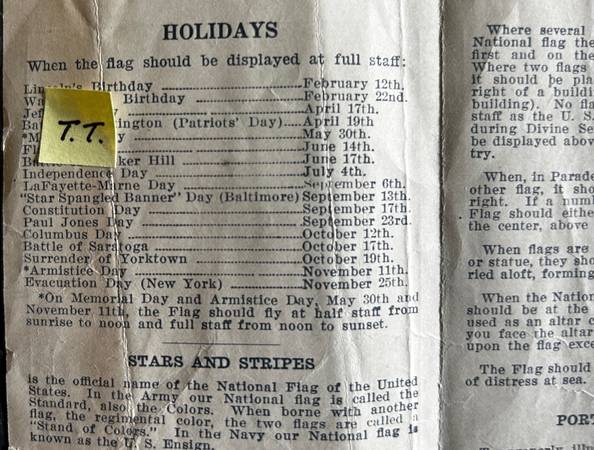 HOLIDAYS
When the flag should be displayed at full staff:
Lincoln's Birthday February 12th.
Birthday February 22nd.
April 17th.
ington (Patriots' Day) April 19th
May 30th.
June 14th.
ker Hill June 17th.
Independence Day July 4th.
LaFayette-Marne Day September 6th.
"Star Spangled Banner" Day (Baltimore) September 13th.
Constitution Day September 17th.
Paul Jones Day September 23rd.
Columbus Day October 12th.
Battle of Saratoga October 17th.
Surrender of Yorktown October 19th.
*Armistice Day November 11th.
Evacuation Day (New York) November 25th.
*On Memorial Day and Armistice Day, May 30th and
November 11th, the Flag should fly at half staff from
sunrise to noon and full staff from noon to sunset.
T.T.
STARS AND STRIPES
is the official name of the National Flag of the United
States. In the Army our National flag is called the
Standard, also the Colors. When borne with another
flag, the regimental color, the two flags are called a
"Stand of Colors." In the Navy our National flag is
known as the U. S. Ensign.
Where several
National flag the
first and on the
Where two flags
it should be pla
right of a buildi
building). No fla
staff as the U. S.
during Divine Se
be displayed abov
try.
When, in Parade
other flag, it sho
right. If a numb
Flag should eithe
the center, above
When flags are
or statue, they sho
ried aloft, forming
When the Nation
should be at the
used as an altar c
you face the altar
upon the flag exce
The Flag should
of distress at sea.
PORT